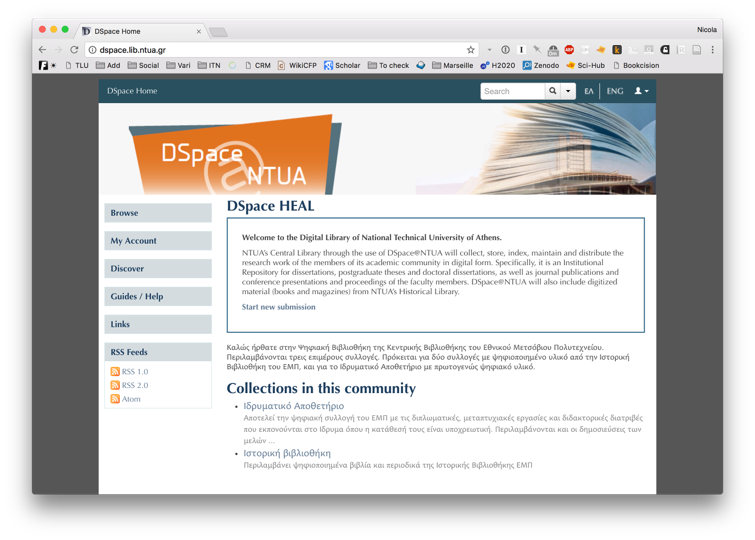 DSpace Home
Nicola
dspace.lib.ntua.gr
TLU
Add
Social
Vari
ITN
CRM
WikiCFP
Scholar
To check
Marseille
H2020
Zenodo
Sci-Hub
Bookcision
DSpace Home
Search
ΕΛ
ENG
DSpace
@
NTUA
Browse
My Account
Discover
Guides / Help
Links
RSS Feeds
RSS 1.0
RSS 2.0
Atom
DSpace HEAL
Welcome to the Digital Library of National Technical University of Athens.
NTUA's Central Library through the use of DSpace@NTUA will collect, store, index, maintain and distribute the
research work of the members of its academic community in digital form. Specifically, it is an Institutional
Repository for dissertations, postgraduate theses and doctoral dissertations, as well as journal publications and
conference presentations and proceedings of the faculty members. DSpace@NTUA will also include digitized
material (books and magazines) from NTUA's Historical Library.
Start new submission
Καλώς ήρθατε στην Ψηφιακή Βιβλιοθήκη της Κεντρικής Βιβλιοθήκης του Εθνικού Μετσόβιου Πολυτεχνείου.
Περιλαμβάνονται τρεις επιμέρους συλλογές. Πρόκειται για δύο συλλογές με ψηφιοποιημένο υλικό από την Ιστορική
Βιβλιοθήκη του ΕΜΠ, και για το Ιδρυματικό Αποθετήριο με πρωτογενώς ψηφιακό υλικό.
Collections in this community
Ιδρυματικό Αποθετήριο
Αποτελεί την ψηφιακή συλλογή του ΕΜΠ με τις διπλωματικές, μεταπτυχιακές εργασίες και διδακτορικές διατριβές
που εκπονούνται στο Ίδρυμα όπου η κατάθεσή τους είναι υποχρεωτική. Περιλαμβάνονται και οι δημοσιεύσεις των
μελών ...
Ιστορική βιβλιοθήκη
Περιλαμβάνει ψηφιοποιημένα βιβλία και περιοδικά της Ιστορικής Βιβλιοθήκης ΕΜΠ